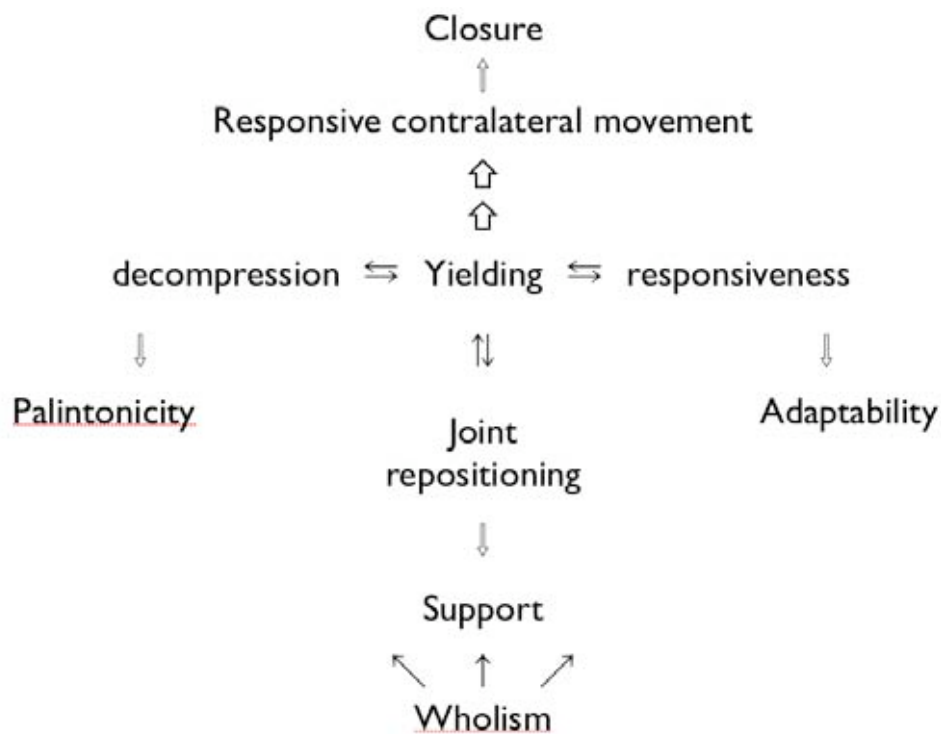 Closure
Responsive contralateral movement
decompression ⇆ Yielding ⇆ responsiveness
Palintonicity
Adaptability
Joint
repositioning
Support
Wholism